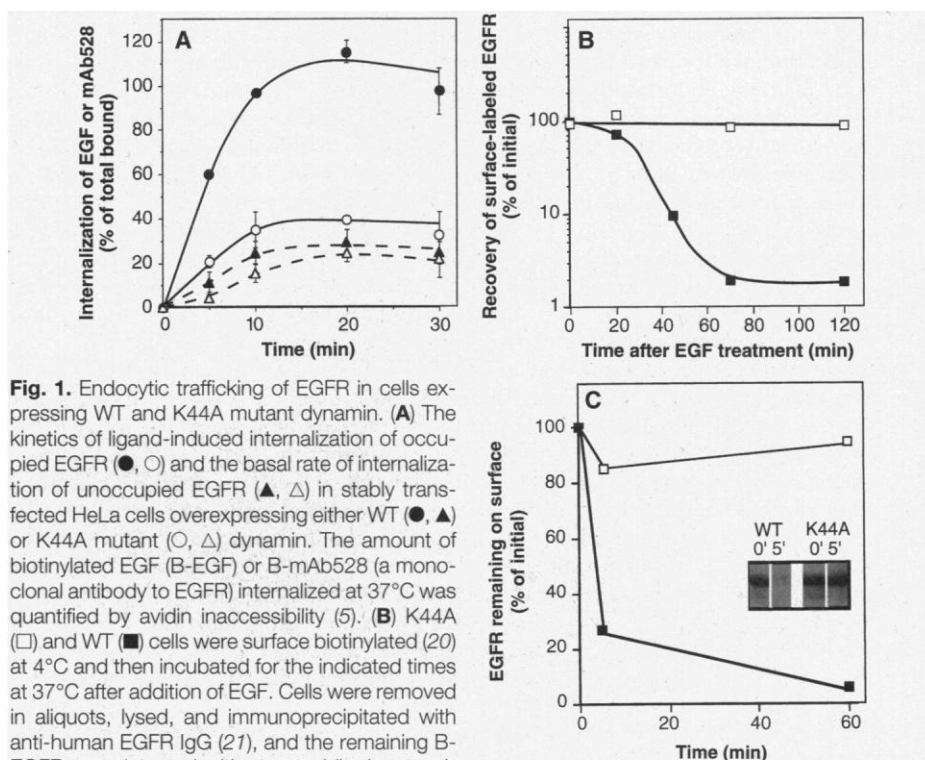 A
Internalization of EGF or mAb528
(% of total bound)
120
100
80
60
40
20
0
0
10
20
30
Time (min)
B
Recovery of surface-labeled EGFR
(% of initial)
100
10
1
0
20
40
60
80
100
120
Time after EGF treatment (min)
Fig. 1. Endocytic trafficking of EGFR in cells ex-
pressing WT and K44A mutant dynamin. (A) The
kinetics of ligand-induced internalization of occu-
pied EGFR (●, ○) and the basal rate of internaliza-
tion of unoccupied EGFR (▲, △) in stably trans-
fected HeLa cells overexpressing either WT (●, ▲)
or K44A mutant (○, △) dynamin. The amount of
biotinylated EGF (B-EGF) or B-mAb528 (a mono-
clonal antibody to EGFR) internalized at 37°C was
quantified by avidin inaccessibility (5). (B) K44A
(□) and WT (■) cells were surface biotinylated (20)
at 4°C and then incubated for the indicated times
at 37°C after addition of EGF. Cells were removed
in aliquots, lysed, and immunoprecipitated with
anti-human EGFR IgG (21), and the remaining B-
C
EGFR remaining on surface
(% of initial)
100
80
60
40
20
0
WT K44A
0' 5' 0' 5'
0
20
40
60
Time (min)